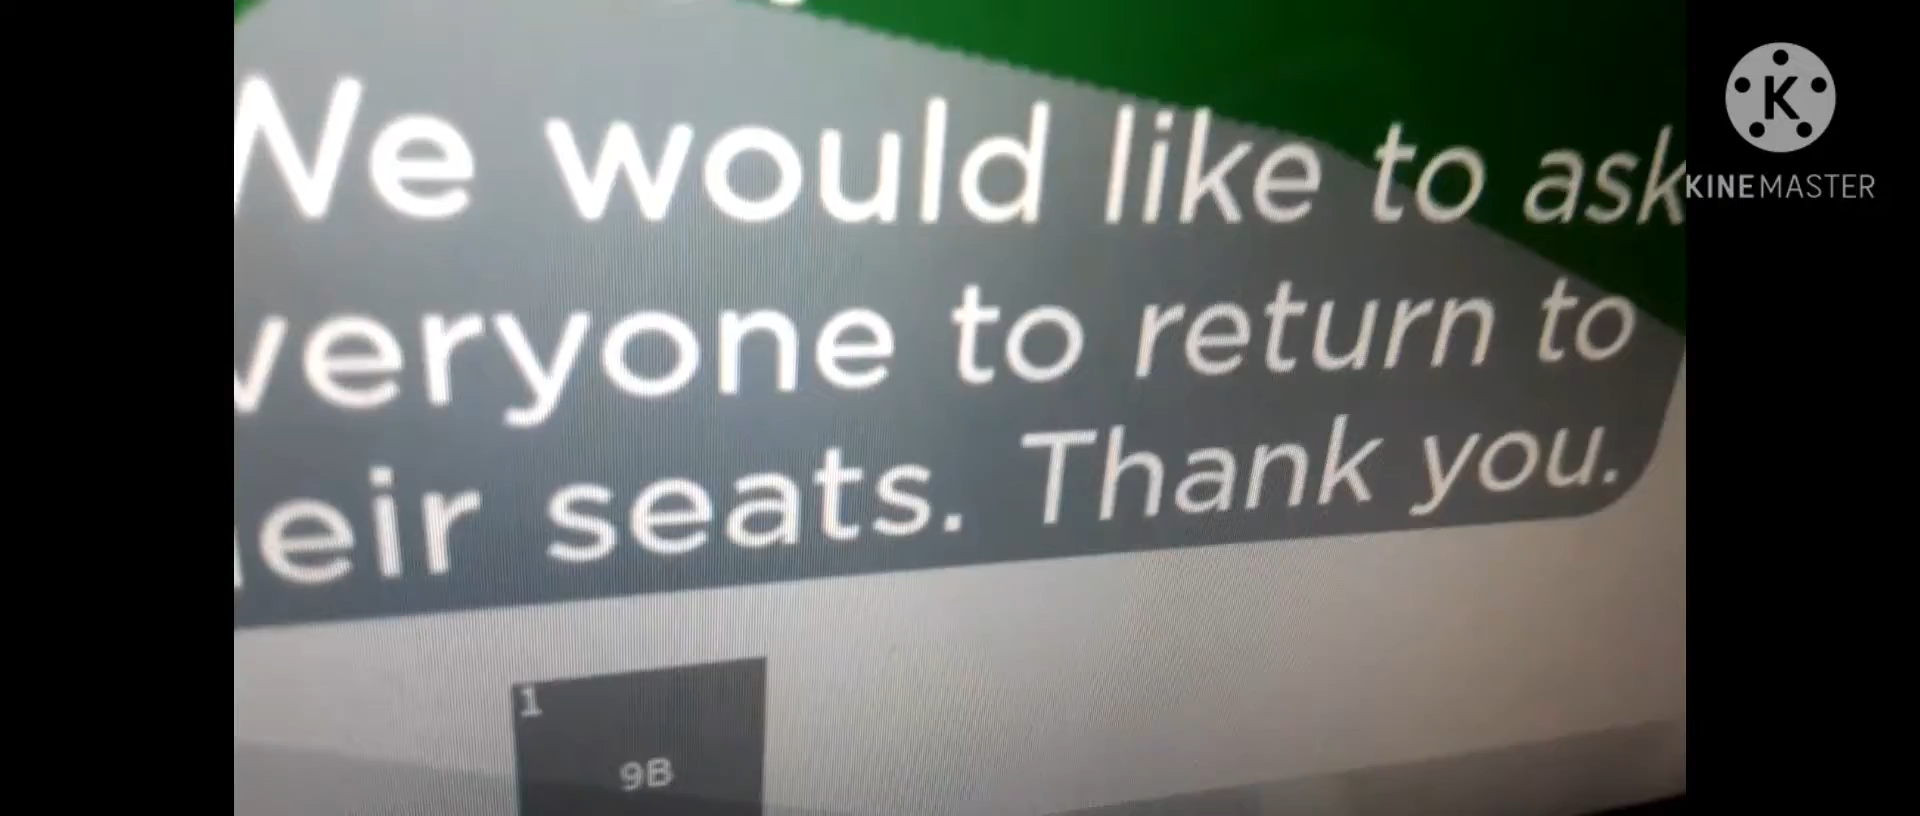 We would like to ask
veryone to return to
eir seats. Thank you.
1
9B
K
KINEMASTER